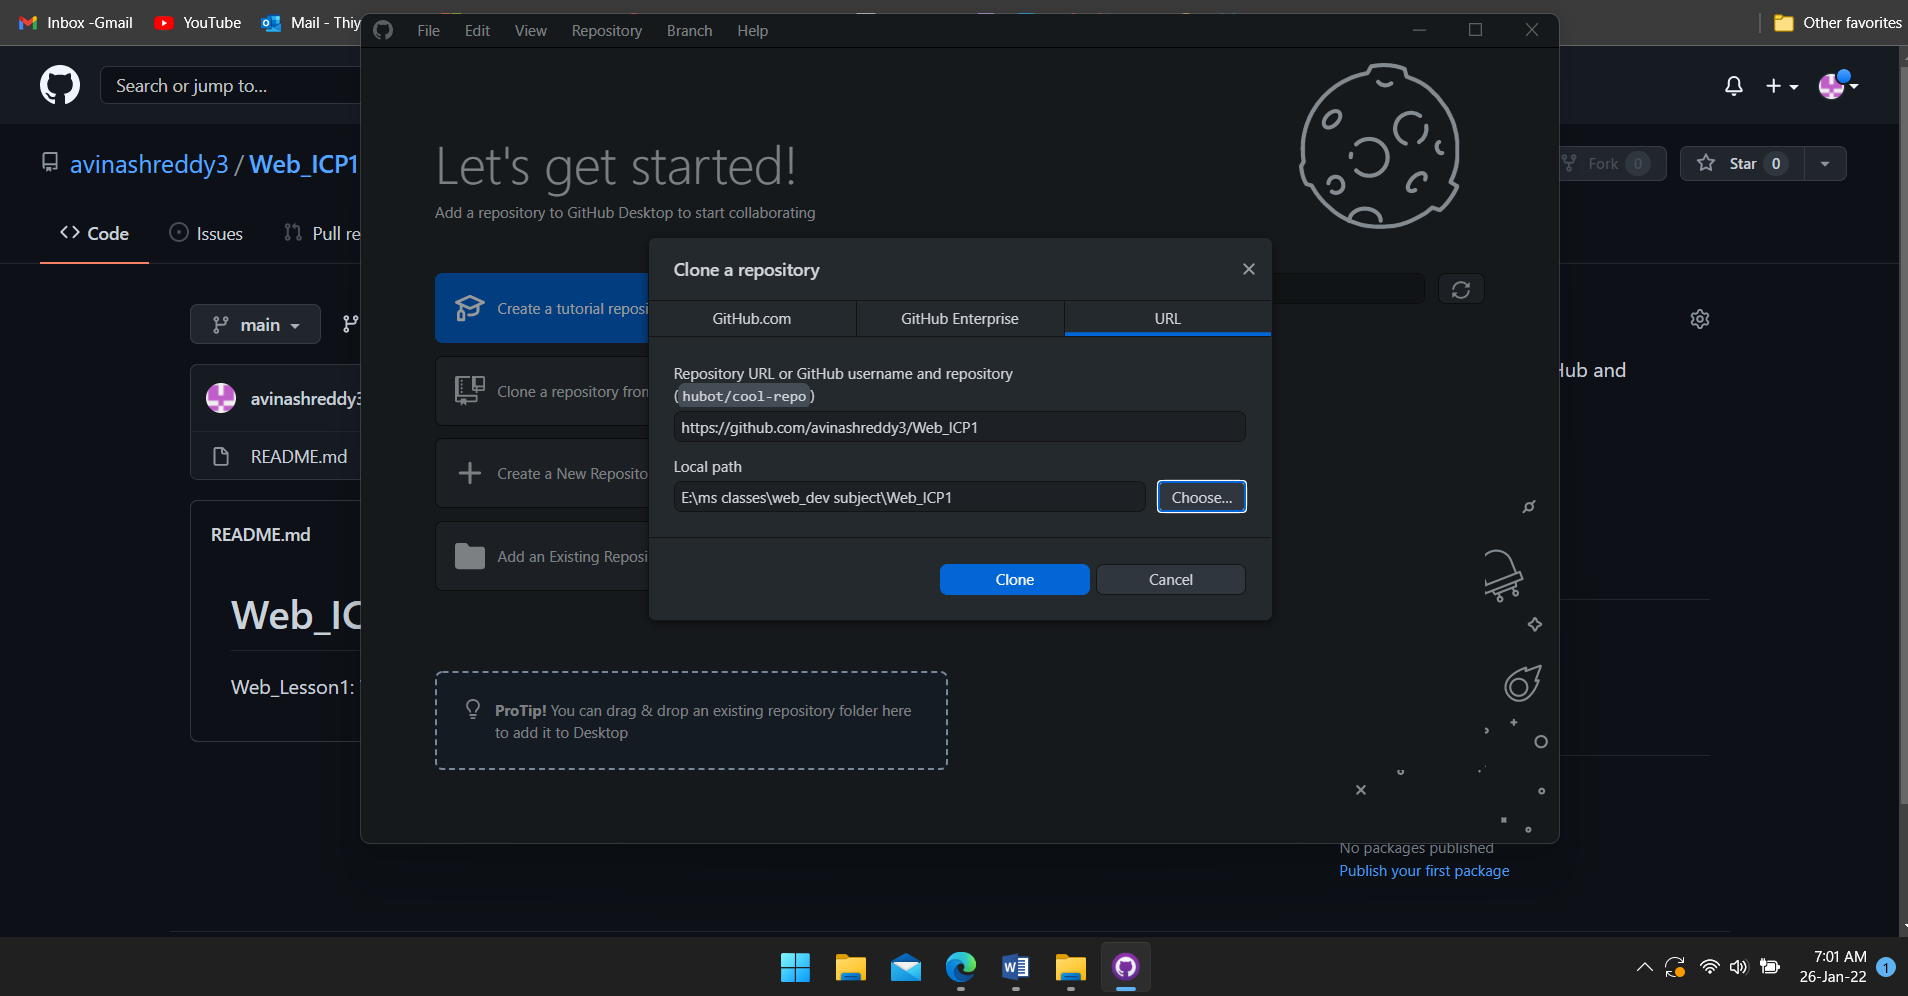 Inbox -Gmail
YouTube
Mail - Thiy
Other favorites
File Edit View Repository Branch Help
Search or jump to...
avinashreddy3 / Web_ICP1
Fork 0
Star 0
Code
Issues
Pull re
Let's get started!
Add a repository to GitHub Desktop to start collaborating
main
Create a tutorial reposi
Clone a repository from
Create a New Reposito
Add an Existing Reposi
Clone a repository
GitHub.com
GitHub Enterprise
URL
Repository URL or GitHub username and repository
(hubot/cool-repo)
https://github.com/avinashreddy3/Web_ICP1
Local path
E:\ms classes\web_dev subject\Web_ICP1
Choose...
Clone
Cancel
Hub and
avinashreddy3
README.md
README.md
Web_IC
Web_Lesson1:
ProTip! You can drag & drop an existing repository folder here
to add it to Desktop
No packages published
Publish your first package
7:01 AM
26-Jan-22
1